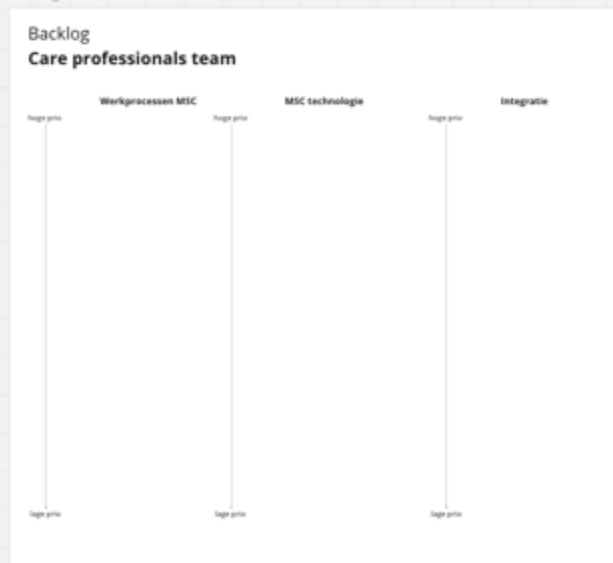 Backlog
Care professionals team
Werkprocessen MSC MSC technologie Integratie
hoge prio hoge prio hoge prio
lage prio lage prio lage prio